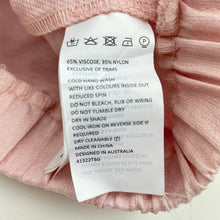 65% VISCOSE, 35% NYLON
EXCLUSIVE OF TRIMS
COLD HAND WASH
WITH LIKE COLOURS INSIDE OUT
REDUCED SPIN
DO NOT BLEACH, RUB OR WRING
DO NOT TUMBLE DRY
DRY IN SHADE
COOL IRON ON REVERSE SIDE IF
REQUIRED
DRY CLEANABLE Ⓟ
MADE IN CHINA
DESIGNED IN AUSTRALIA
41322TBG